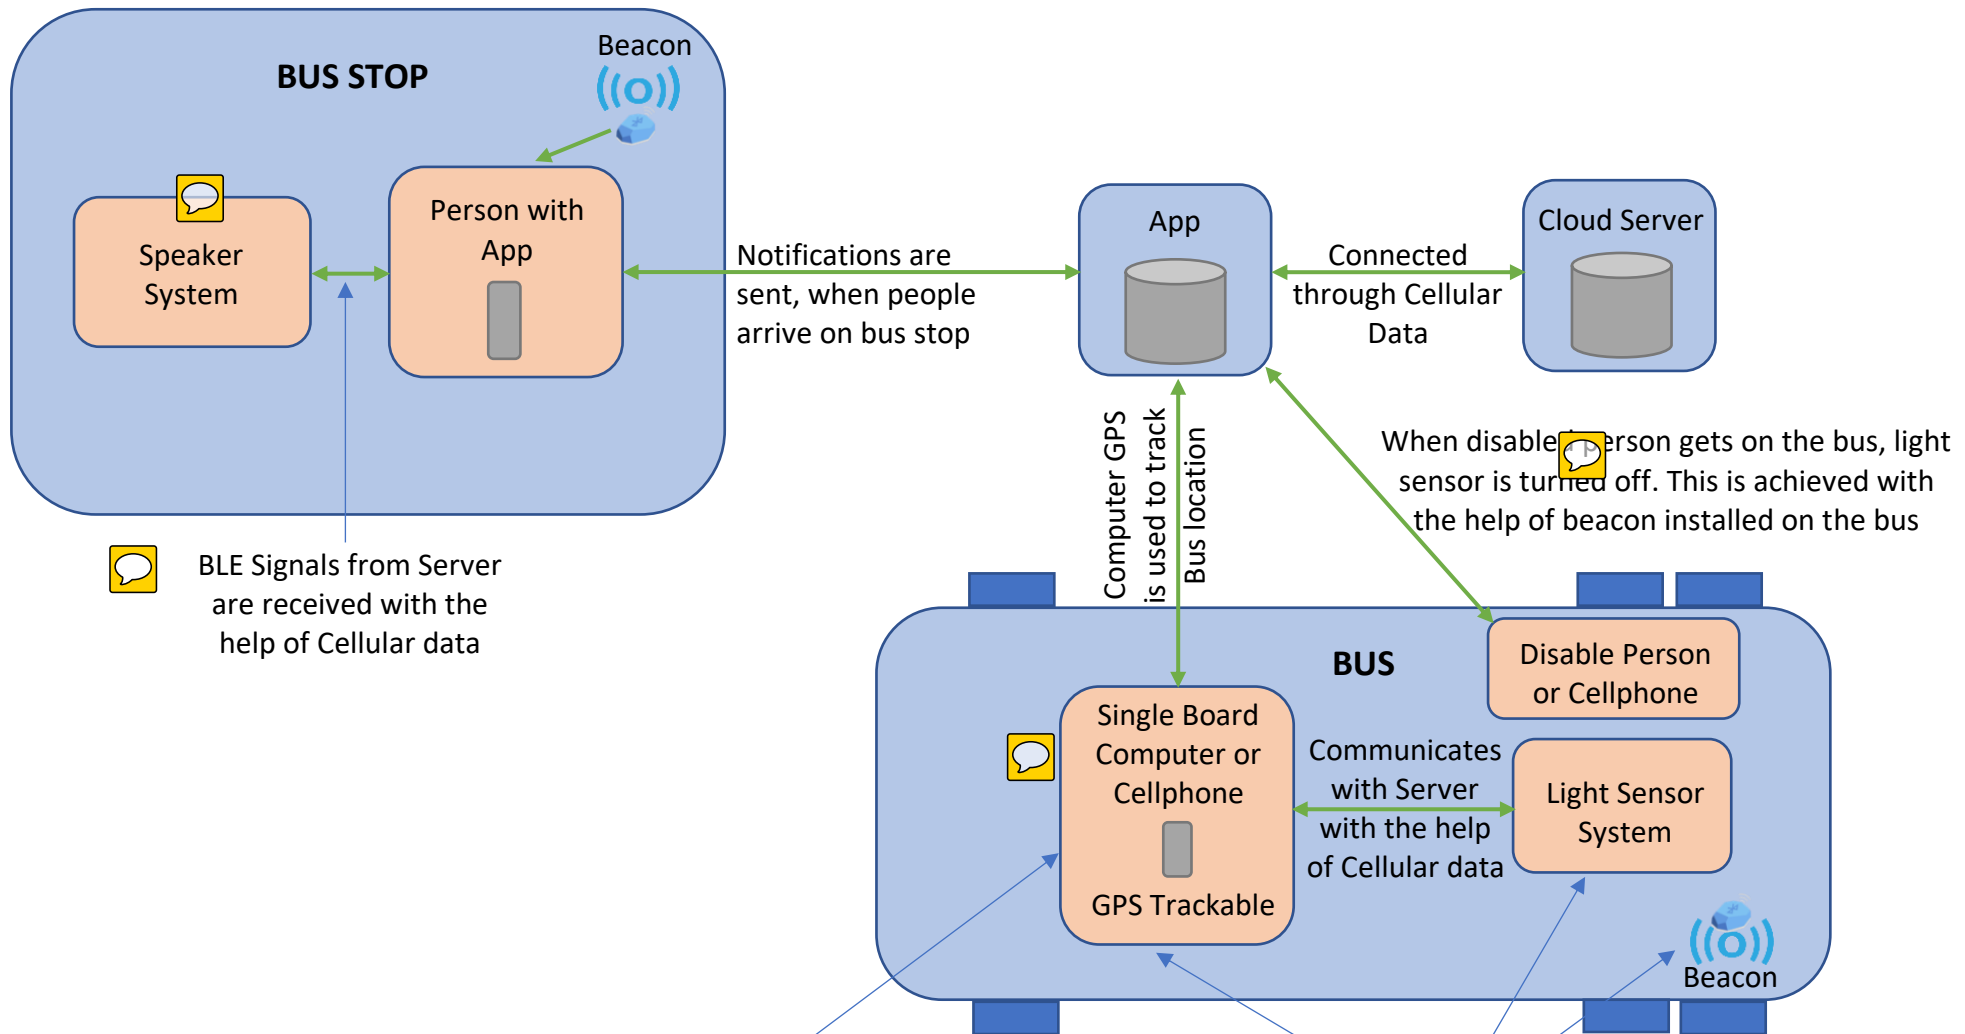 BUS STOP
Beacon
Speaker
System
Person with
App
Notifications are
sent, when people
arrive on bus stop
App
Connected
through Cellular
Data
Cloud Server
BLE Signals from Server
are received with the
help of Cellular data
Computer GPS
is used to track
Bus location
When disable person gets on the bus, light
sensor is turned off. This is achieved with
the help of beacon installed on the bus
BUS
Disable Person
or Cellphone
Single Board
Computer or
Cellphone
GPS Trackable
Communicates
with Server
with the help
of Cellular data
Light Sensor
System
Beacon